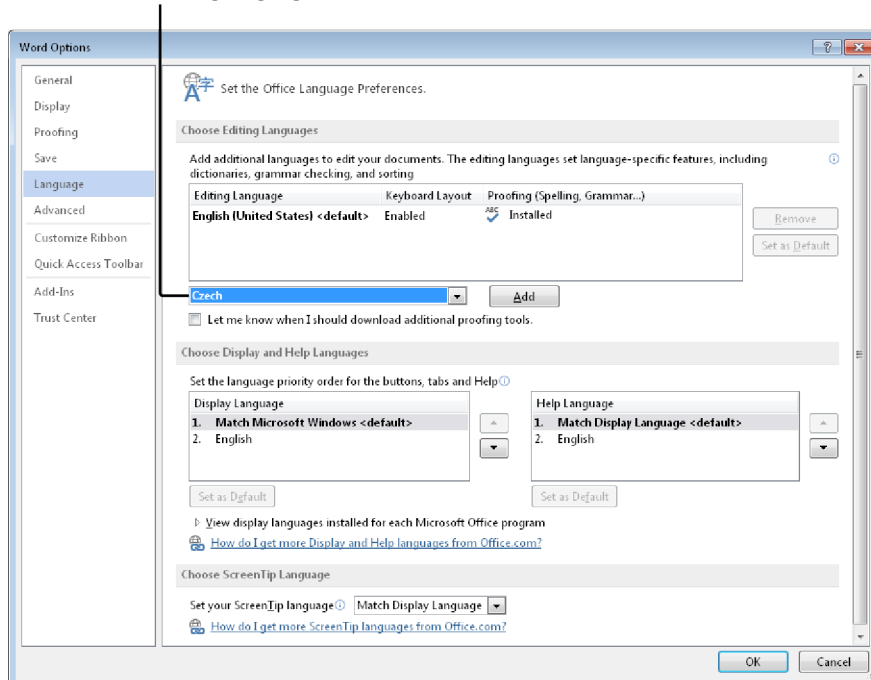 Word Options
General
Display
Proofing
Save
Language
Advanced
Customize Ribbon
Quick Access Toolbar
Add-Ins
Trust Center
Set the Office Language Preferences.
Choose Editing Languages
Add additional languages to edit your documents. The editing languages set language-specific features, including
dictionaries, grammar checking, and sorting
Editing Language Keyboard Layout Proofing (Spelling, Grammar...)
English (United States) <default> Enabled Installed
Remove
Set as Default
Czech Add
Let me know when I should download additional proofing tools.
Choose Display and Help Languages
Set the language priority order for the buttons, tabs and Help
Display Language
1. Match Microsoft Windows <default>
2. English
Set as Default
Help Language
1. Match Display Language <default>
2. English
Set as Default
View display languages installed for each Microsoft Office program
How do I get more Display and Help languages from Office.com?
Choose ScreenTip Language
Set your ScreenTip language Match Display Language
How do I get more ScreenTip languages from Office.com?
OK Cancel